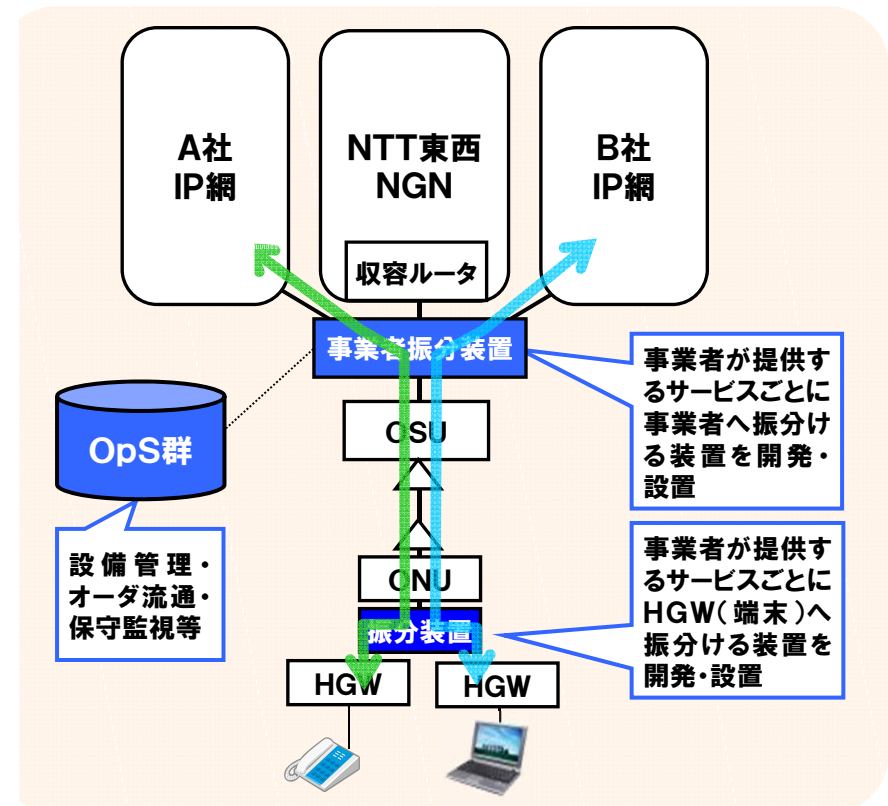 A社
IP網
NTT東西
NGN
B社
IP網
収容ルータ
事業者振分装置
事業者が提供す
るサービスごとに
事業者へ振分け
る装置を開発・
設置
OSU
OpS群
設備管理・
オーダ流通・
保守監視等
ONU
振分装置
事業者が提供す
るサービスごとに
HGW(端末)へ
振分ける装置を
開発・設置
HGW
HGW